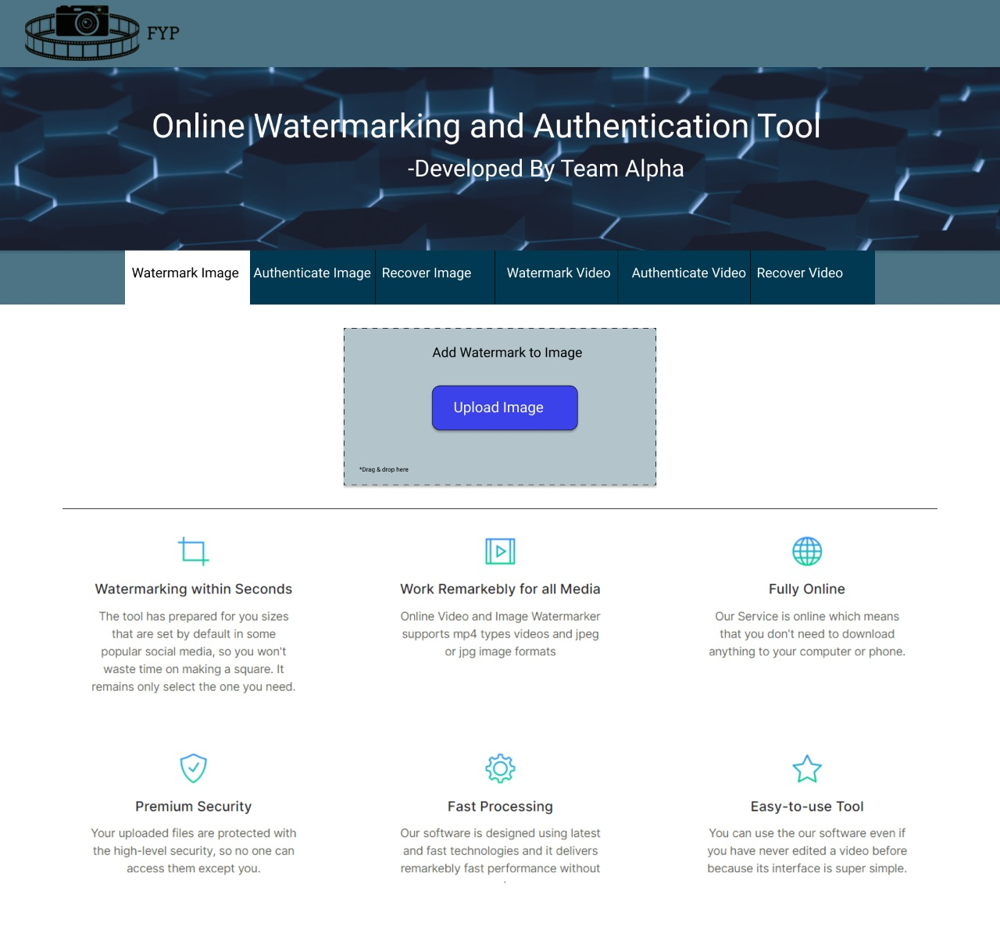 FYP
Online Watermarking and Authentication Tool
-Developed By Team Alpha
Watermark Image
Authenticate Image
Recover Image
Watermark Video
Authenticate Video
Recover Video
Add Watermark to Image
Upload Image
*Drag & drop here
Watermarking within Seconds
The tool has prepared for you sizes
that are set by default in some
popular social media, so you won't
waste time on making a square. It
remains only select the one you need.
Work Remarkebly for all Media
Online Video and Image Watermarker
supports mp4 types videos and jpeg
or jpg image formats
Fully Online
Our Service is online which means
that you don't need to download
anything to your computer or phone.
Premium Security
Your uploaded files are protected with
the high-level security, so no one can
access them except you.
Fast Processing
Our software is designed using latest
and fast technologies and it delivers
remarkebly fast performance without
Easy-to-use Tool
You can use the our software even if
you have never edited a video before
because its interface is super simple.